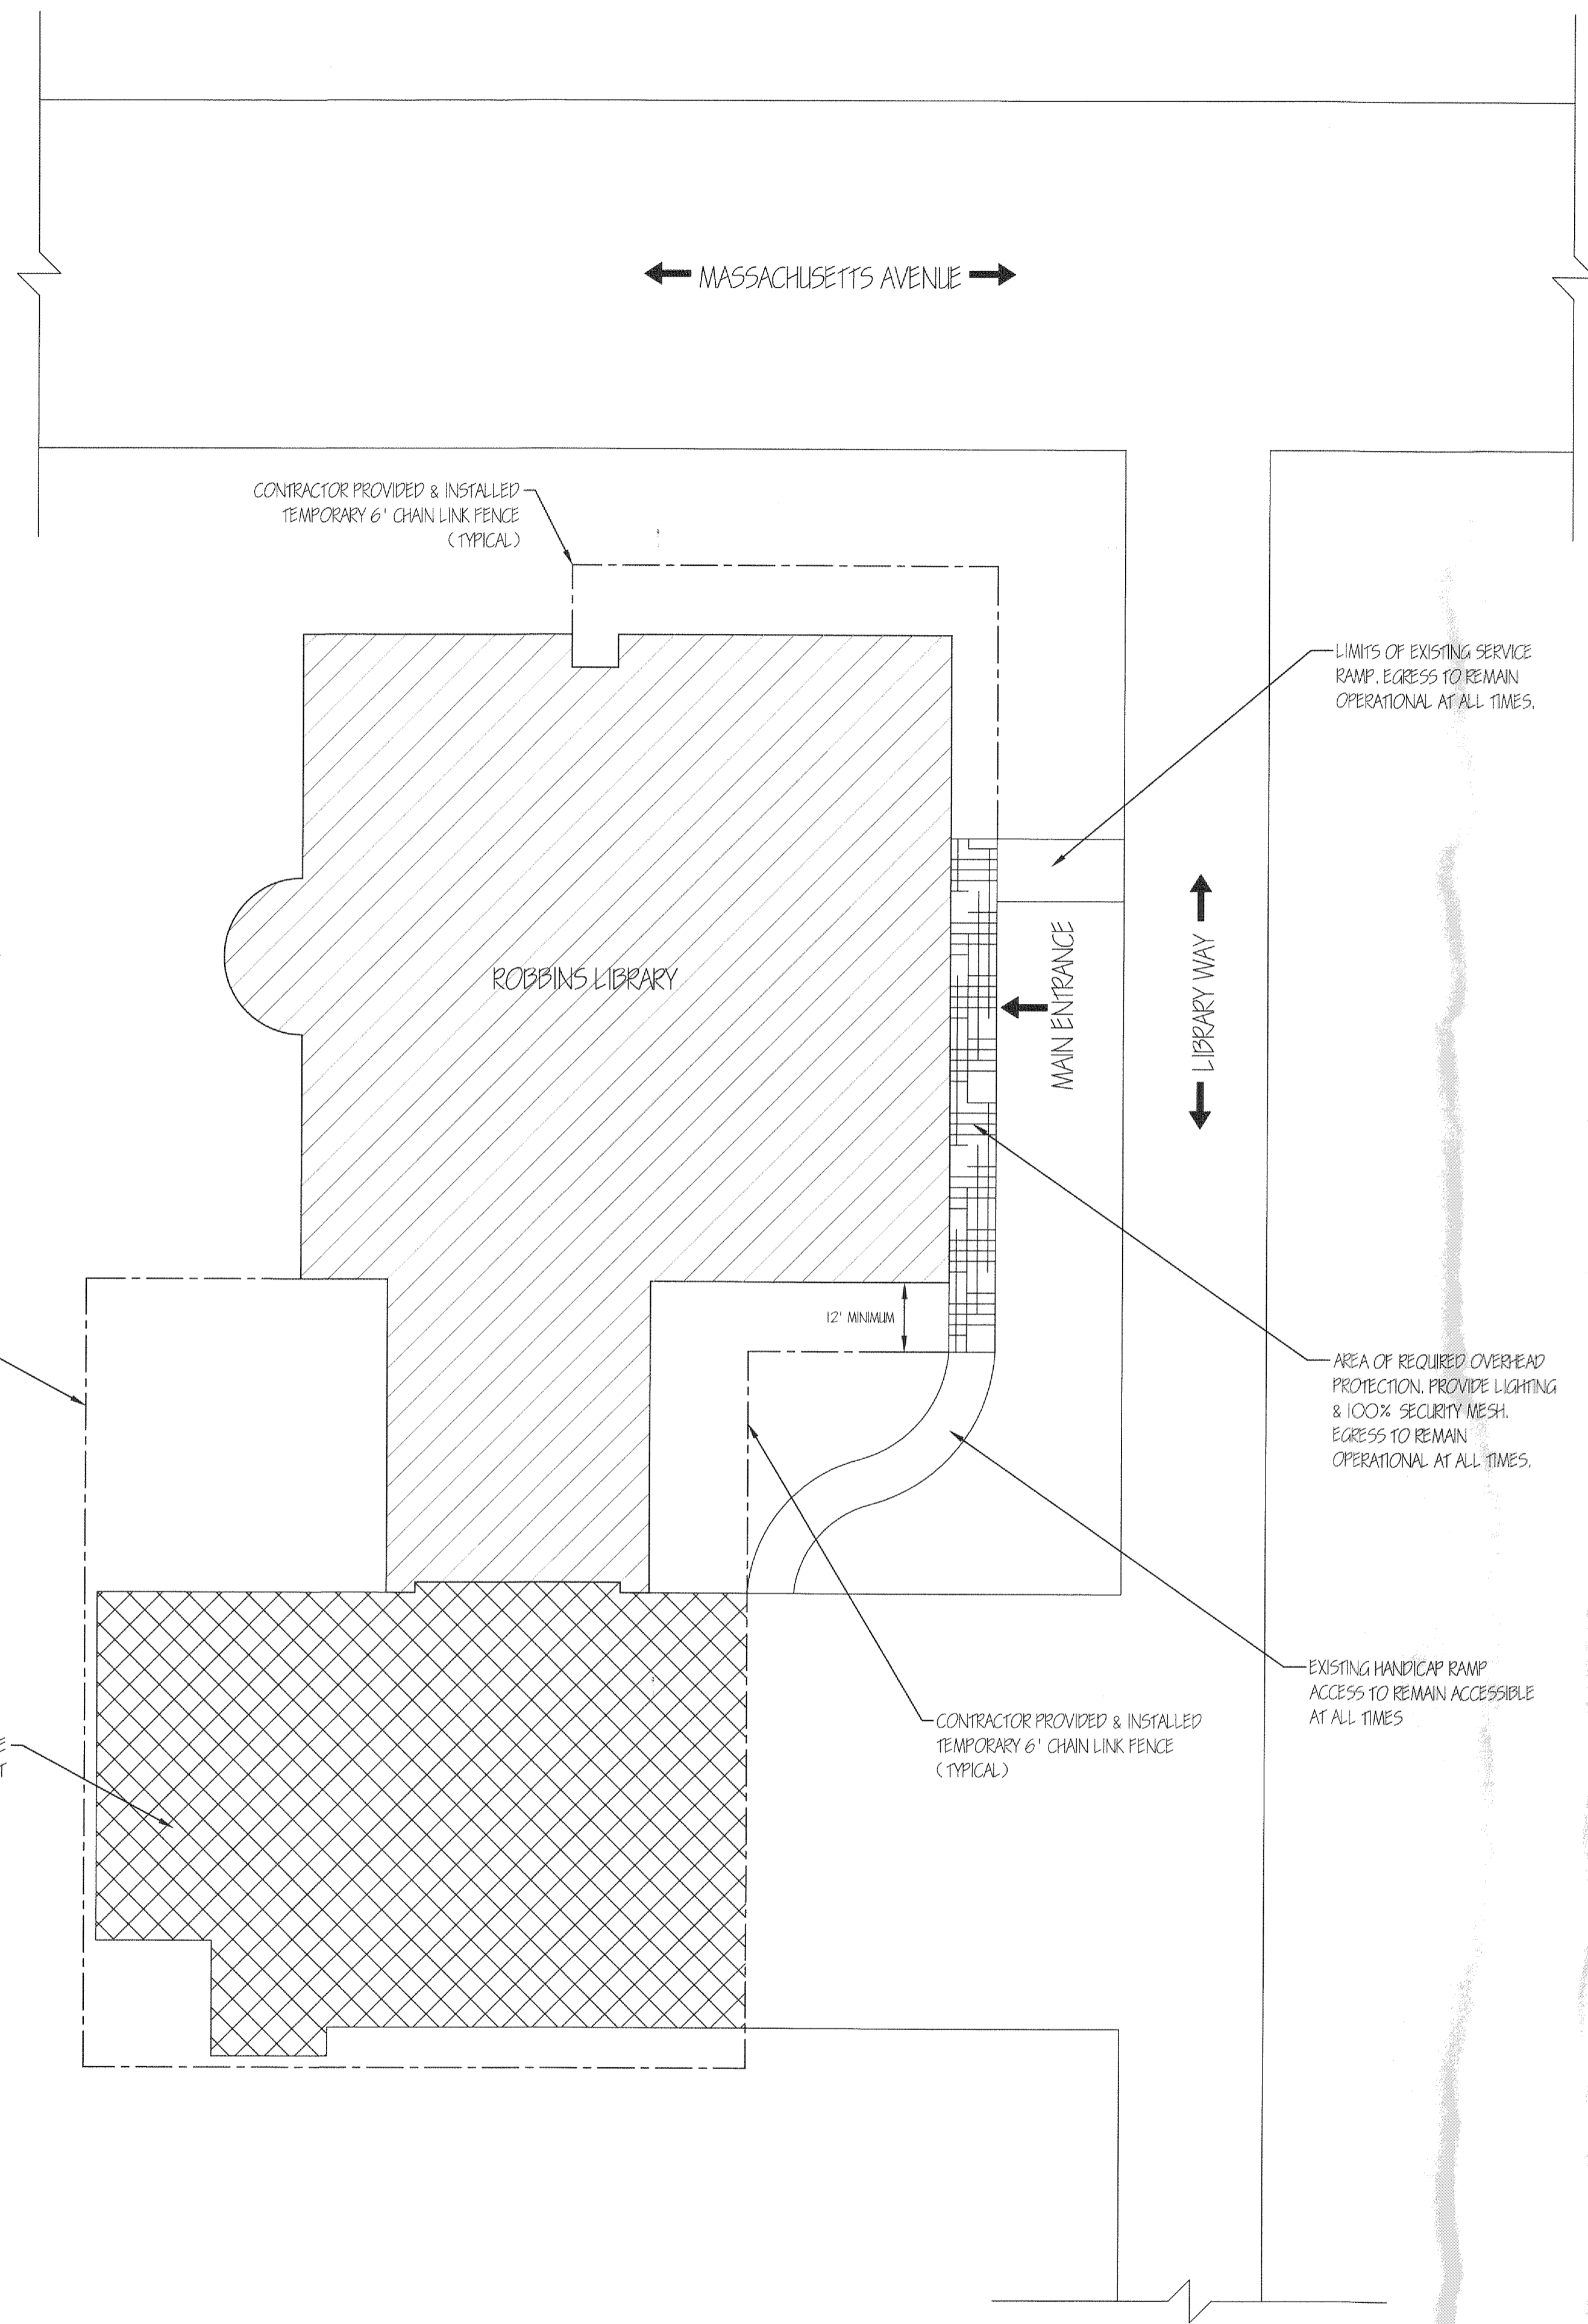 MASSACHUSETTS AVENUE
CONTRACTOR PROVIDED & INSTALLED
TEMPORARY 6' CHAIN LINK FENCE
(TYPICAL)
LIMITS OF EXISTING SERVICE
RAMP. EGRESS TO REMAIN
OPERATIONAL AT ALL TIMES.
ROBBINS LIBRARY
MAIN ENTRANCE
LIBRARY WAY
12' MINIMUM
AREA OF REQUIRED OVERHEAD
PROTECTION. PROVIDE LIGHTING
& 100% SECURITY MESH.
EGRESS TO REMAIN
OPERATIONAL AT ALL TIMES.
EXISTING HANDICAP RAMP
ACCESS TO REMAIN ACCESSIBLE
AT ALL TIMES
CONTRACTOR PROVIDED & INSTALLED
TEMPORARY 6' CHAIN LINK FENCE
(TYPICAL)